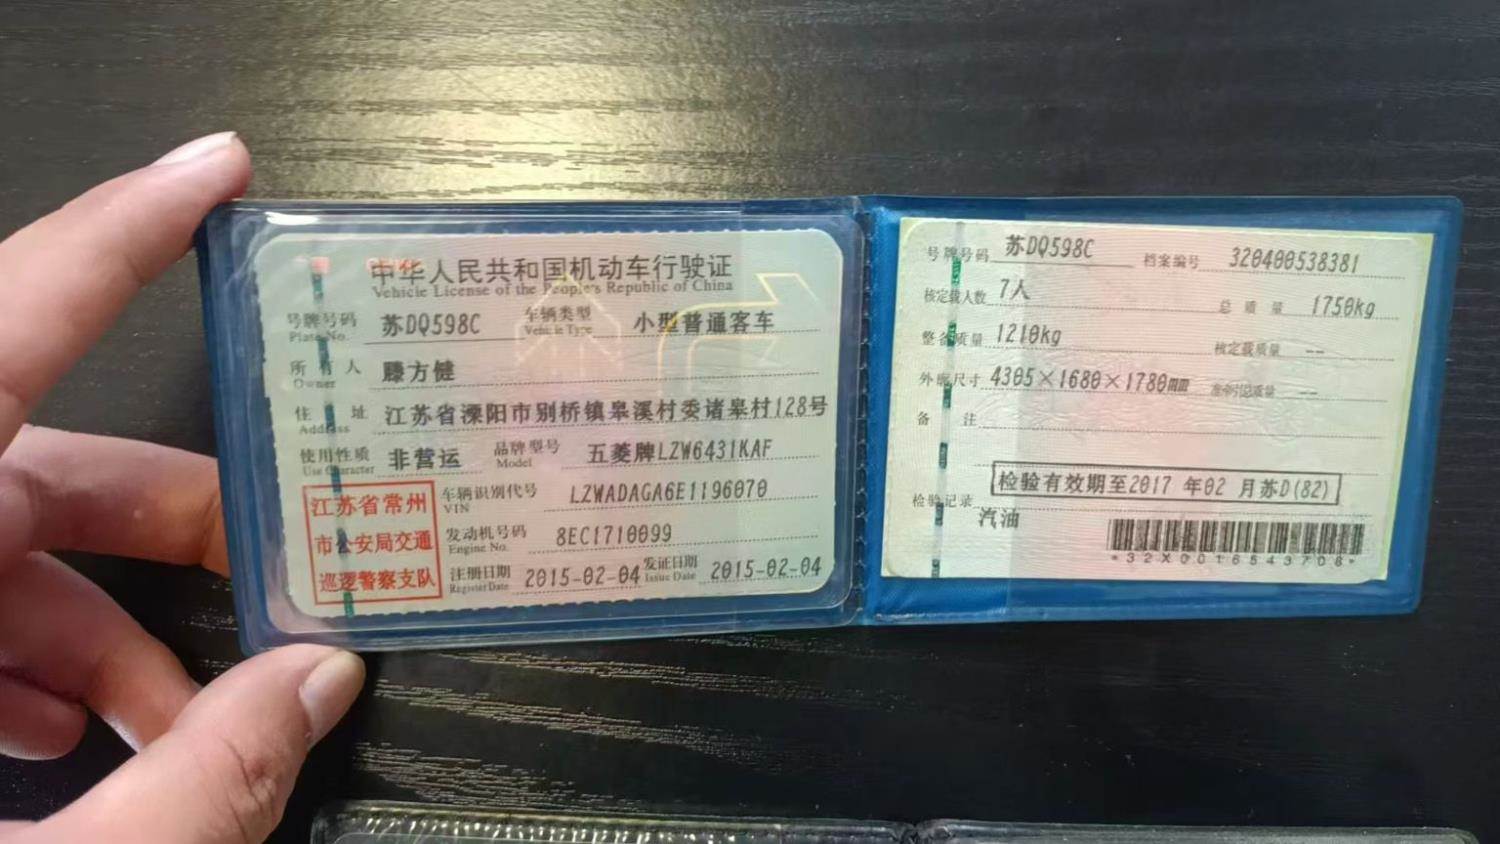 中华人民共和国机动车行驶证
Vehicle License of the People's Republic of China
号牌号码 苏DQ598C 车辆类型 小型普通客车
Plate No. Vehicle Type
所有人 滕方健
Owner
住址 江苏省溧阳市别桥镇皋溪村委诸皋村128号
Address
使用性质 非营运 品牌型号 五菱牌LZW6431KAF
Use Character Model
江苏省常州
市公安局交通
巡逻警察支队
车辆识别代号 LZWADAGA6E1196070
VIN
发动机号码 8EC1710099
Engine No.
注册日期 2015-02-04 发证日期 2015-02-04
Register Date Issue Date
号牌号码 苏DQ598C 档案编号 320400538381
核定载人数 7人 总质量 1750kg
整备质量 1210kg 核定载质量 --
外廓尺寸 4305×1680×1780mm 准牵引总质量 --
备注
检验有效期至2017 年02 月苏D(82)
检验记录
汽油
*32X0016543708*